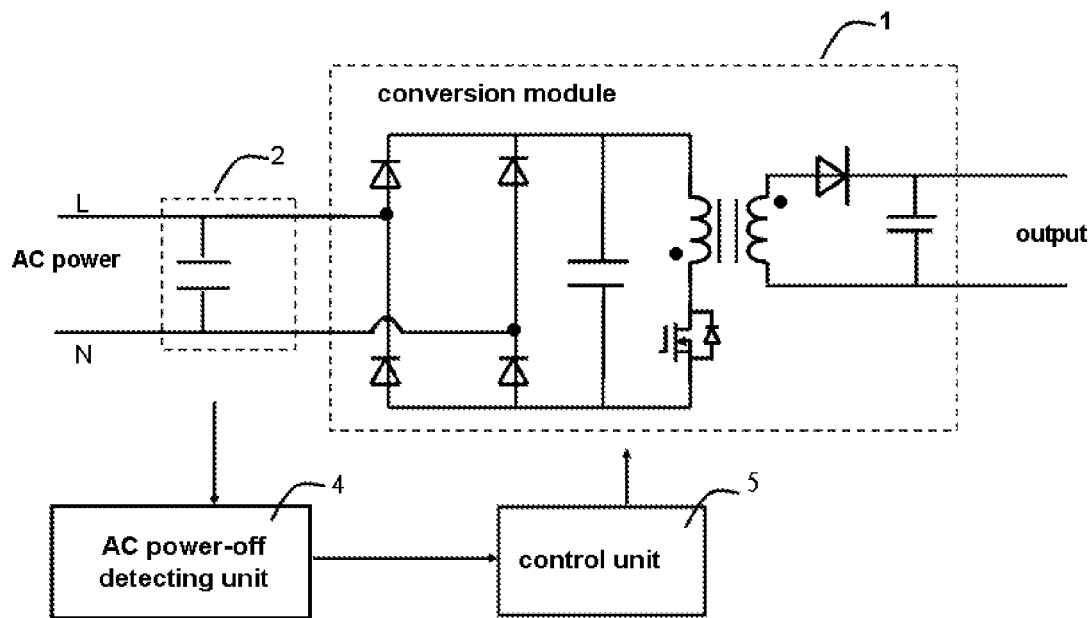 1
conversion module
2
L
AC power
output
N
4
5
AC power-off
detecting unit
control unit